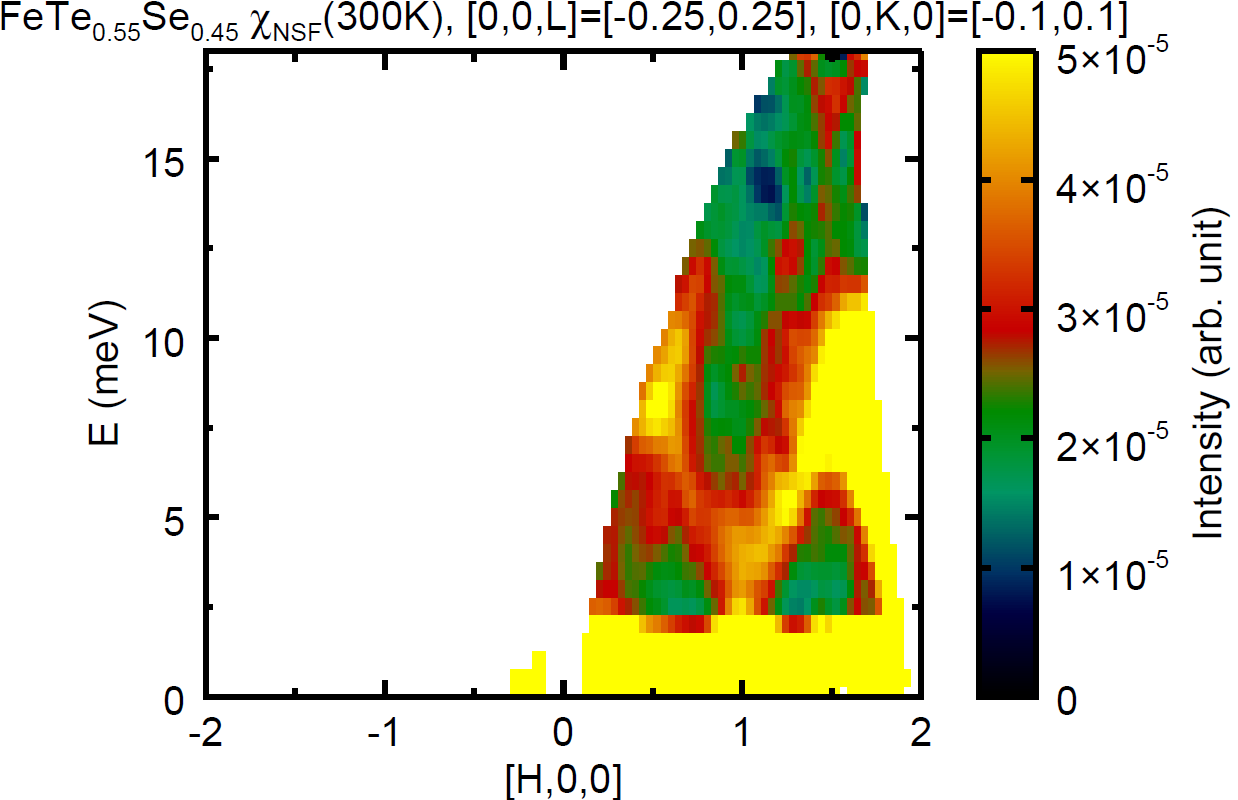 FeTe0.55Se0.45 χNSF(300K), [0,0,L]=[-0.25,0.25], [0,K,0]=[-0.1,0.1]
5×10-5
4×10-5
3×10-5
2×10-5
1×10-5
0
Intensity (arb. unit)
15
10
5
0
E (meV)
-2 -1 0 1 2
[H,0,0]